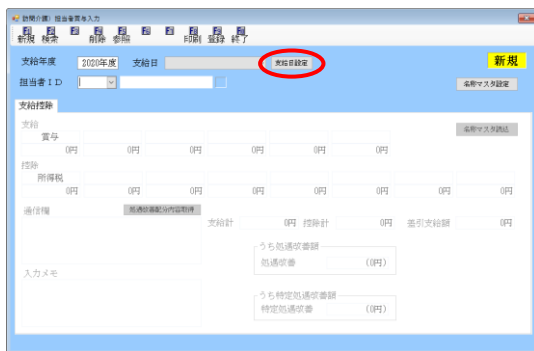 訪問介護）担当者賞与入力
新規 検索 削除 参照 印刷 登録 終了
支給年度 2020年度 支給日 支給日設定 新規
担当者ＩＤ 名称マスタ設定
支給控除
支給 名称マスタ読込
賞与
0円 0円 0円 0円 0円 0円
控除
所得税
0円 0円 0円 0円 0円 0円 0円 0円
通信欄 処遇改善配分内容取得
支給計 0円 控除計 0円 差引支給額 0円
うち処遇改善額
処遇改善 (0円)
入力メモ
うち特定処遇改善額
特定処遇改善 (0円)